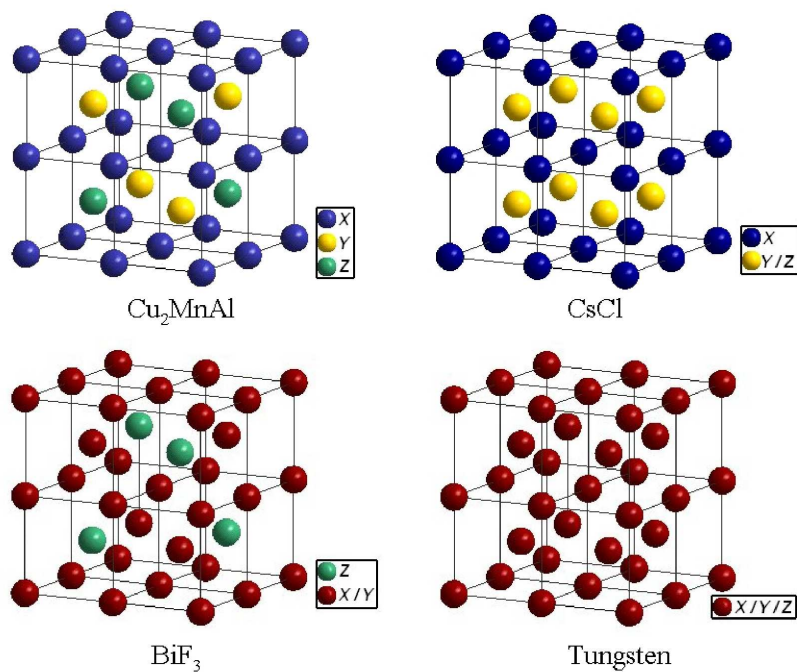 X
Y
Z
Cu₂MnAl
X
Y/Z
CsCl
Z
X/Y
BiF₃
X/Y/Z
Tungsten